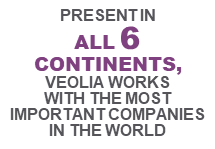 PRESENT IN
ALL 6
CONTINENTS,
VEOLIA WORKS
WITH THE MOST
IMPORTANT COMPANIES
IN THE WORLD